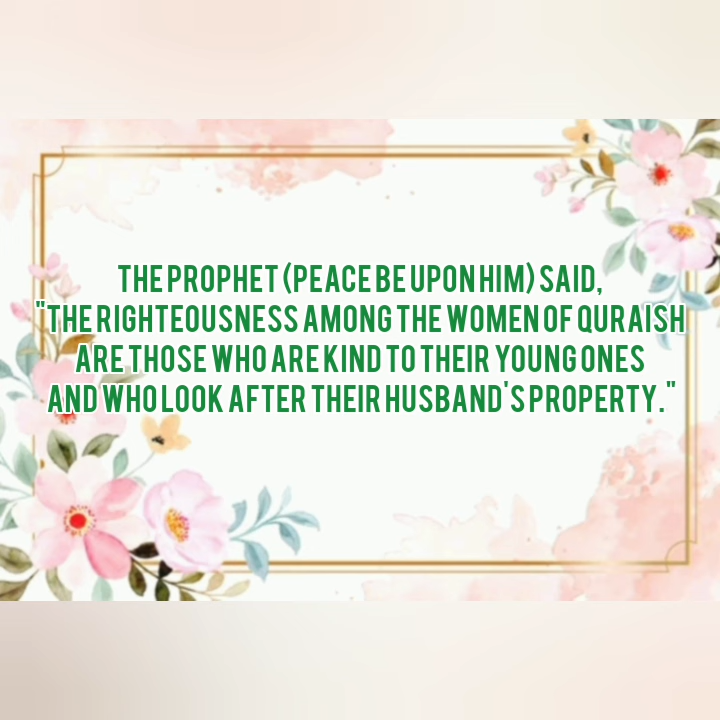 THE PROPHET (PEACE BE UPON HIM) SAID,
"THE RIGHTEOUSNESS AMONG THE WOMEN OF QURAISH
ARE THOSE WHO ARE KIND TO THEIR YOUNG ONES
AND WHO LOOK AFTER THEIR HUSBAND'S PROPERTY."